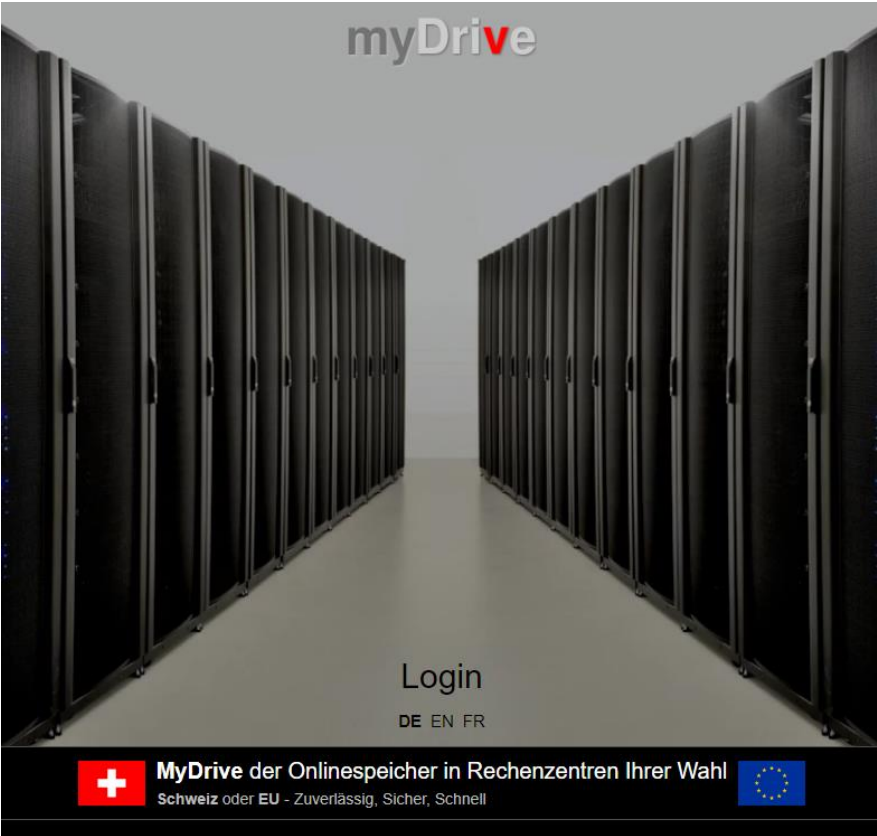 myDrive
Login
DE EN FR
MyDrive der Onlinespeicher in Rechenzentren Ihrer Wahl
Schweiz oder EU - Zuverlässig, Sicher, Schnell